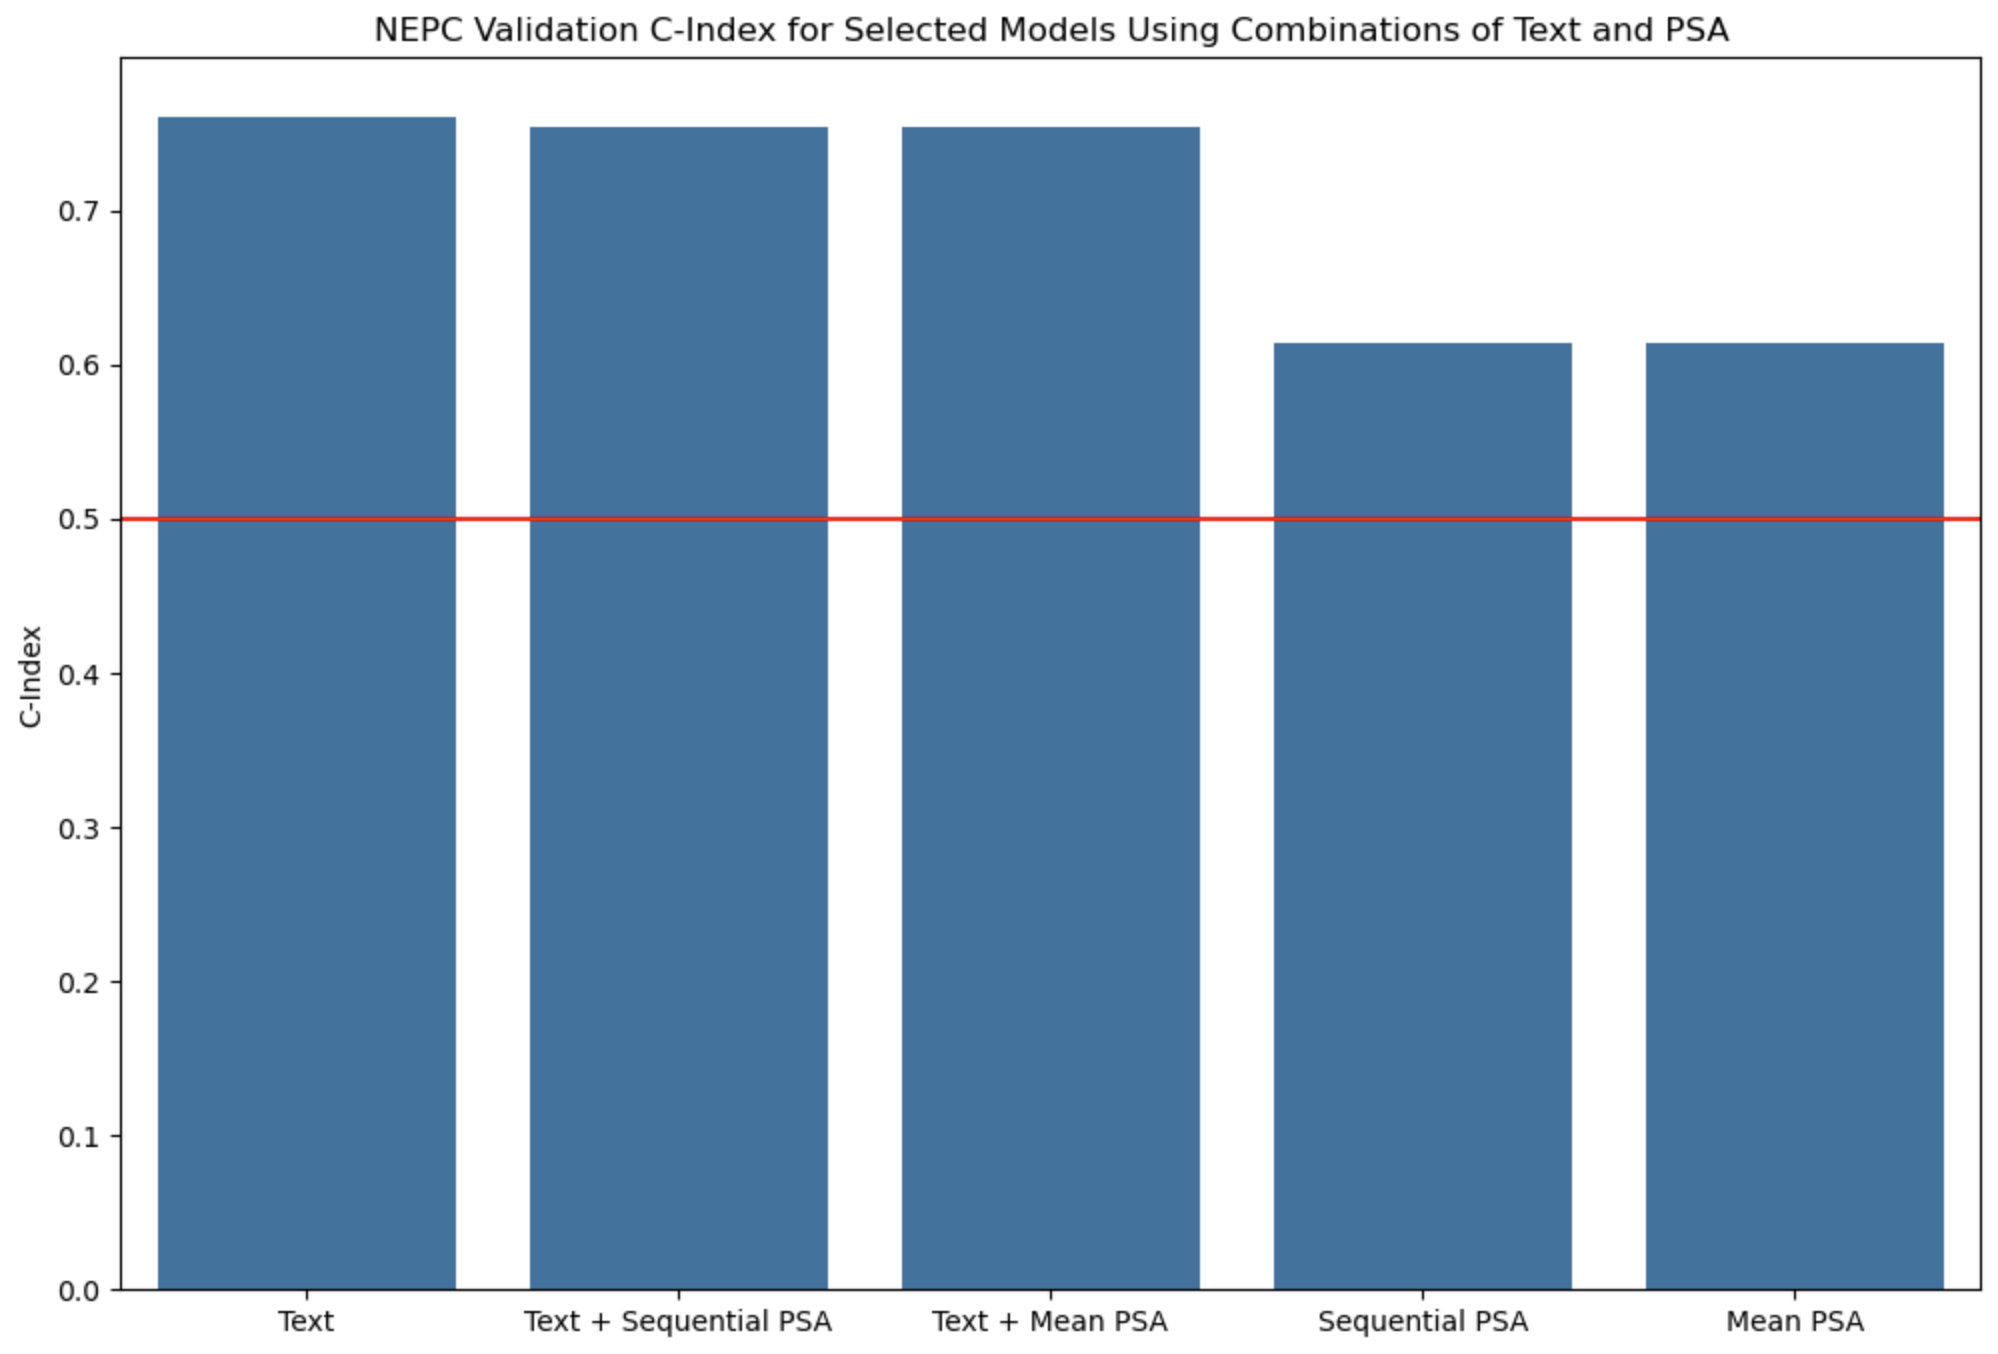 NEPC Validation C-Index for Selected Models Using Combinations of Text and PSA
C-Index
0.7
0.6
0.5
0.4
0.3
0.2
0.1
0.0
Text
Text + Sequential PSA
Text + Mean PSA
Sequential PSA
Mean PSA